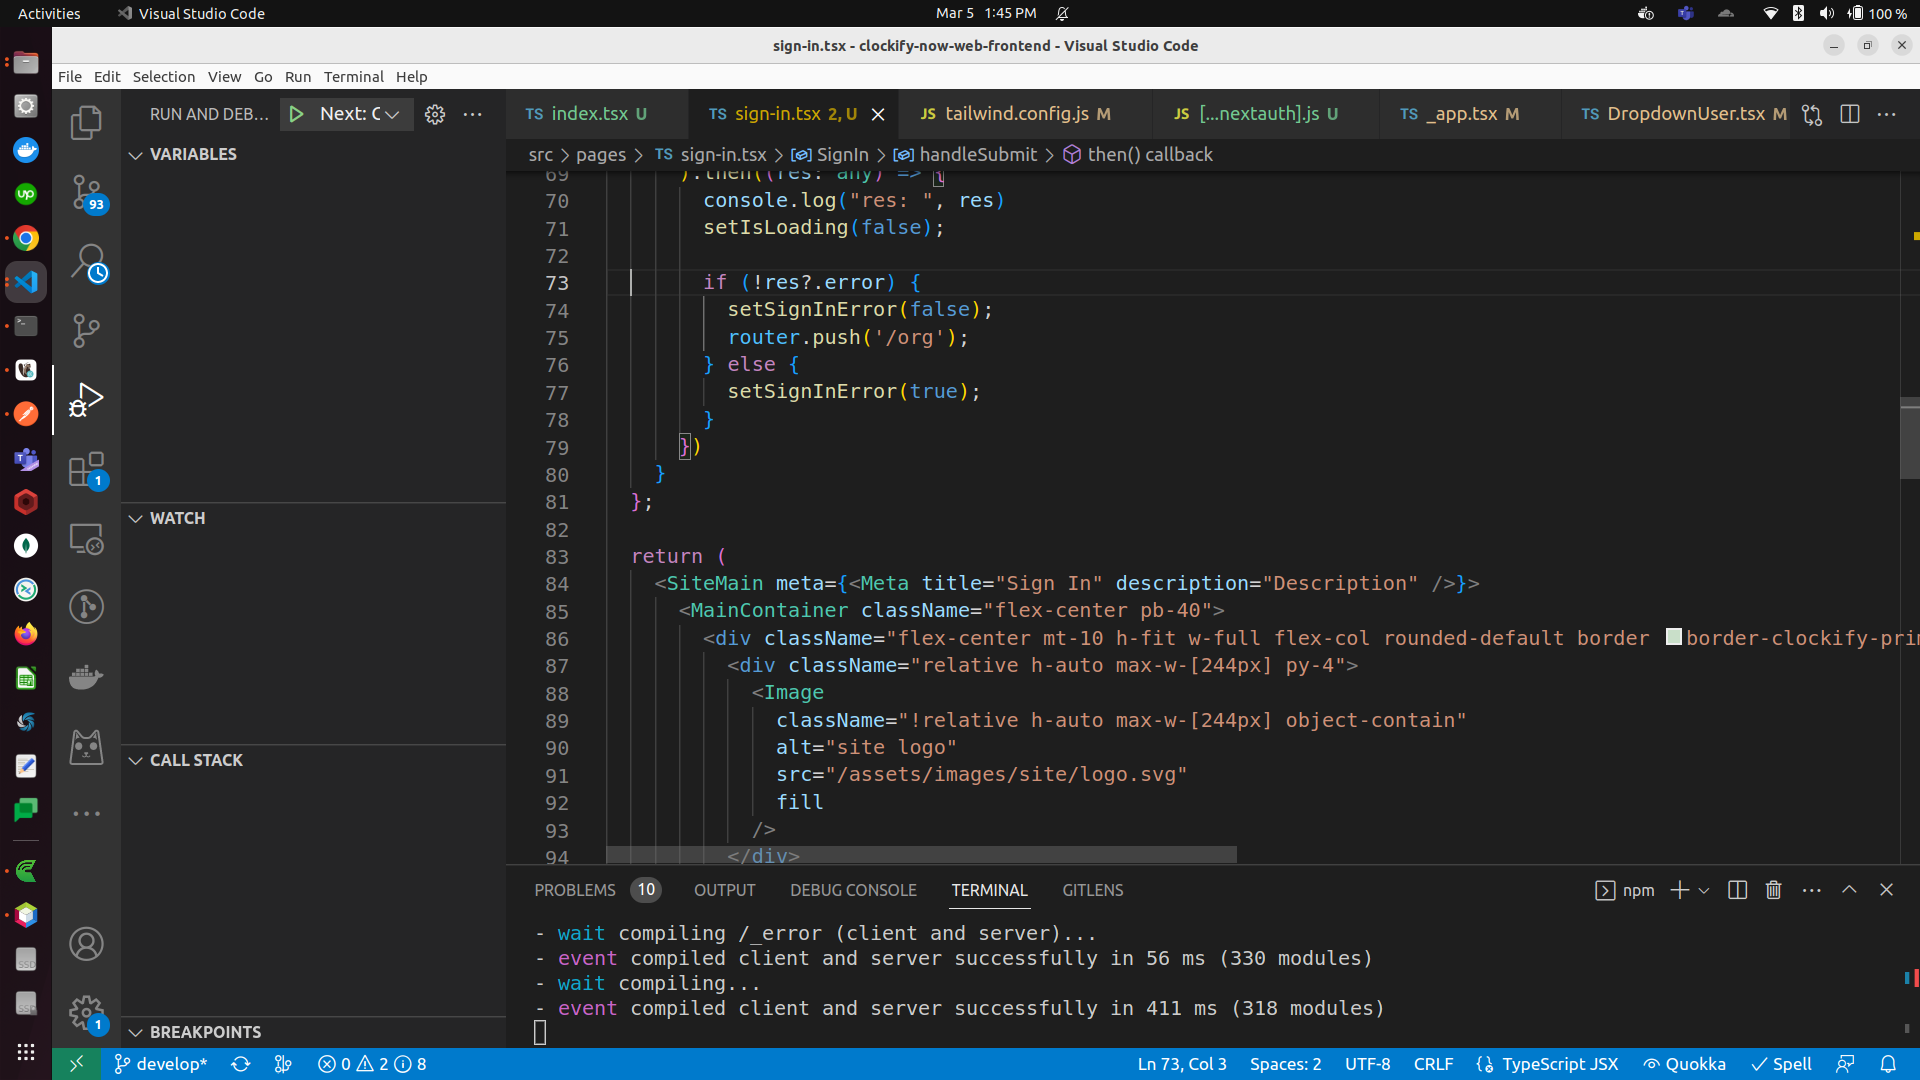 Activities
Visual Studio Code
Mar 5 1:45 PM
100 %
sign-in.tsx - clockify-now-web-frontend - Visual Studio Code
File Edit Selection View Go Run Terminal Help
RUN AND DEB... Next: C
TS index.tsx U
TS sign-in.tsx 2, U
JS tailwind.config.js M
JS [...nextauth].js U
TS _app.tsx M
TS DropdownUser.tsx M
src > pages > TS sign-in.tsx > SignIn > handleSubmit > then() callback
VARIABLES
WATCH
CALL STACK
BREAKPOINTS
93
1
1
69 ).then((res: any) => {
70 console.log("res: ", res)
71 setIsLoading(false);
72
73 if (!res?.error) {
74 setSignInError(false);
75 router.push('/org');
76 } else {
77 setSignInError(true);
78 }
79 })
80 }
81 };
82
83 return (
84 <SiteMain meta={<Meta title="Sign In" description="Description" />}>
85 <MainContainer className="flex-center pb-40">
86 <div className="flex-center mt-10 h-fit w-full flex-col rounded-default border border-clockify-prin
87 <div className="relative h-auto max-w-[244px] py-4">
88 <Image
89 className="!relative h-auto max-w-[244px] object-contain"
90 alt="site logo"
91 src="/assets/images/site/logo.svg"
92 fill
93 />
94 </div>
PROBLEMS 10 OUTPUT DEBUG CONSOLE TERMINAL GITLENS
npm
- wait compiling /_error (client and server)...
- event compiled client and server successfully in 56 ms (330 modules)
- wait compiling...
- event compiled client and server successfully in 411 ms (318 modules)
develop* 0 2 8
Ln 73, Col 3 Spaces: 2 UTF-8 CRLF TypeScript JSX Quokka Spell